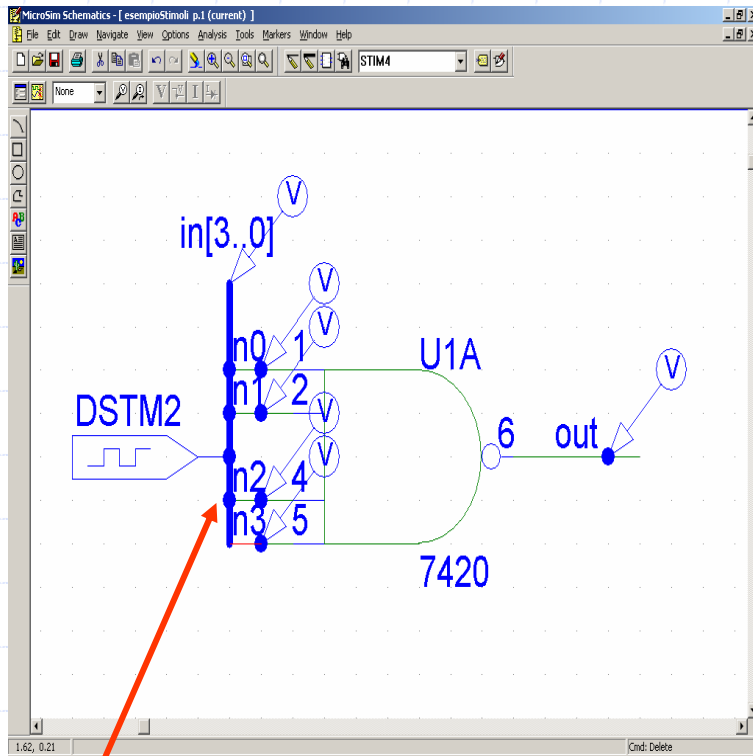 MicroSim Schematics - [ esempioStimoli p.1 (current) ]
File Edit Draw Navigate View Options Analysis Tools Markers Window Help
STIM4
None
V V I
V
in[3..0]
V
V
n0 1
U1A
n1 2
V
DSTM2
V
6 out
V
n2 4
n3 5
7420
1.62, 0.21 Cmd: Delete